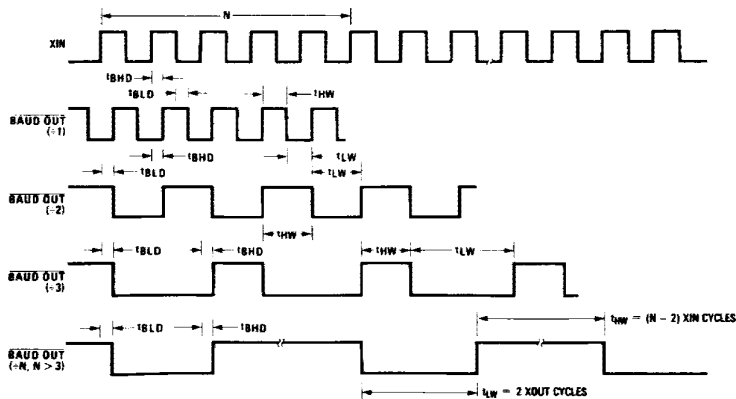 N
XIN
tBHD
tBLD
tHW
BAUD OUT
(÷1)
tBLD
tBHD
tLW
tLW
BAUD OUT
(÷2)
tHW
tBLD
tBHD
tHW
tLW
BAUD OUT
(÷3)
tBLD
tBHD
tHW = (N - 2) XIN CYCLES
BAUD OUT
(÷N, N > 3)
tLW = 2 XOUT CYCLES